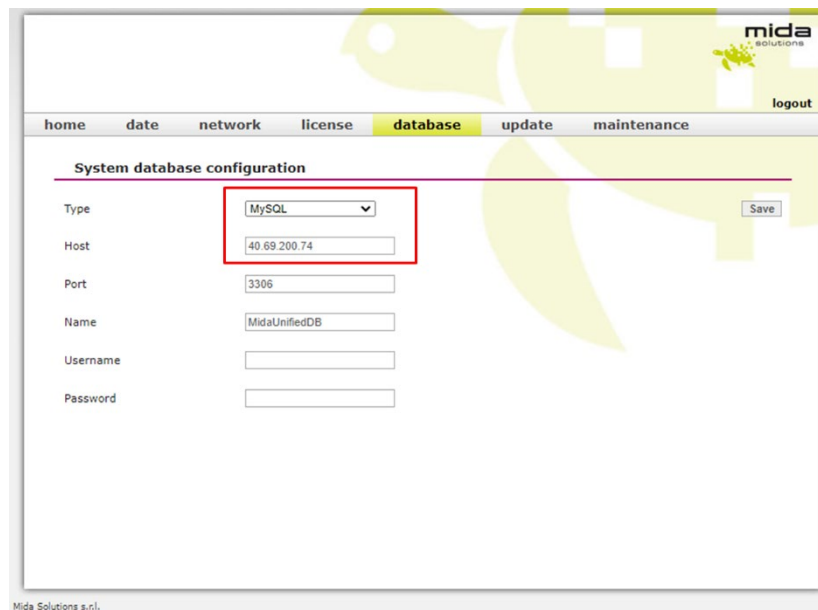 mida
solutions
logout
home date network license database update maintenance
System database configuration
Type MySQL Save
Host 40.69.200.74
Port 3306
Name MidaUnifiedDB
Username
Password
Mida Solutions s.r.l.